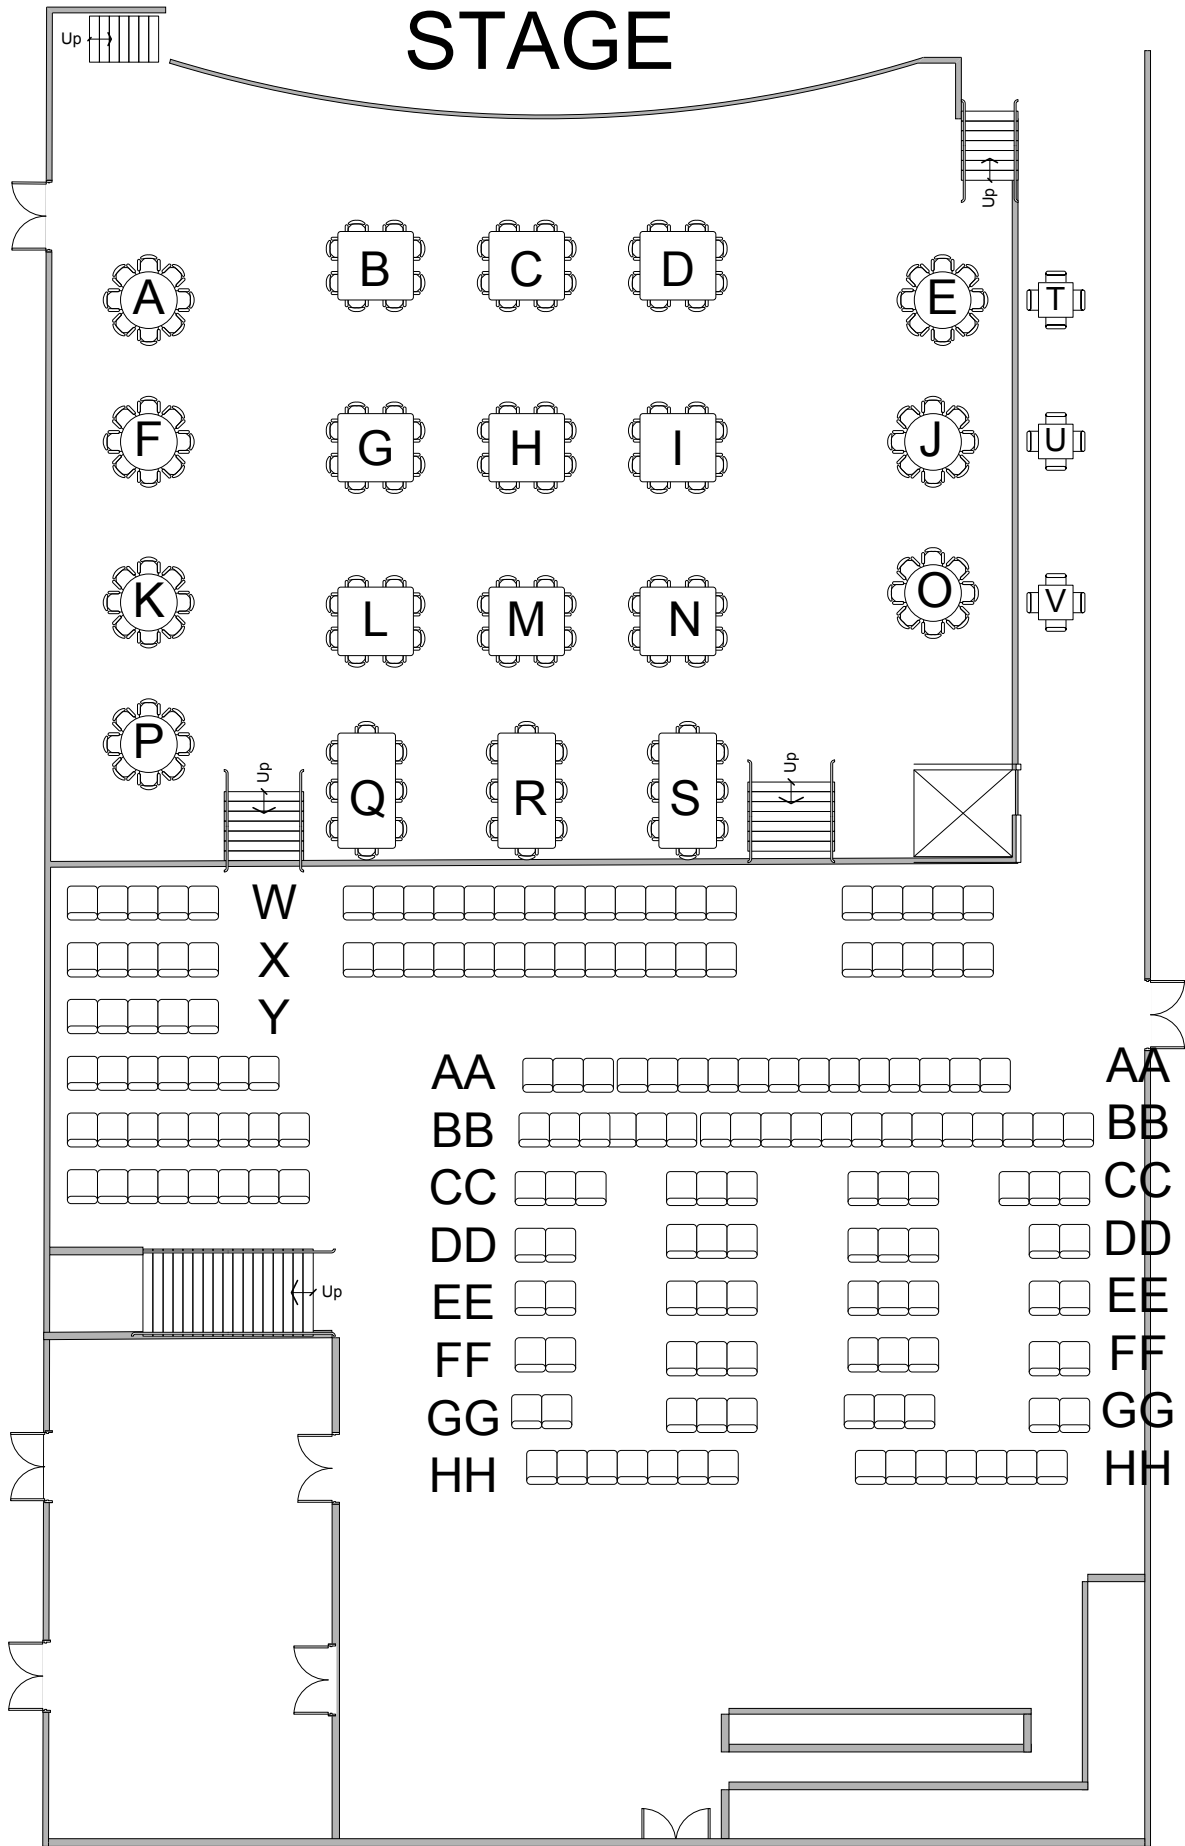 STAGE
Up
Up
B C D
A E T
F G H I J U
K L M N O V
P
Up
Up
Q R S
W
X
Y
AA AA
BB BB
CC CC
DD DD
EE EE
Up
FF FF
GG GG
HH HH